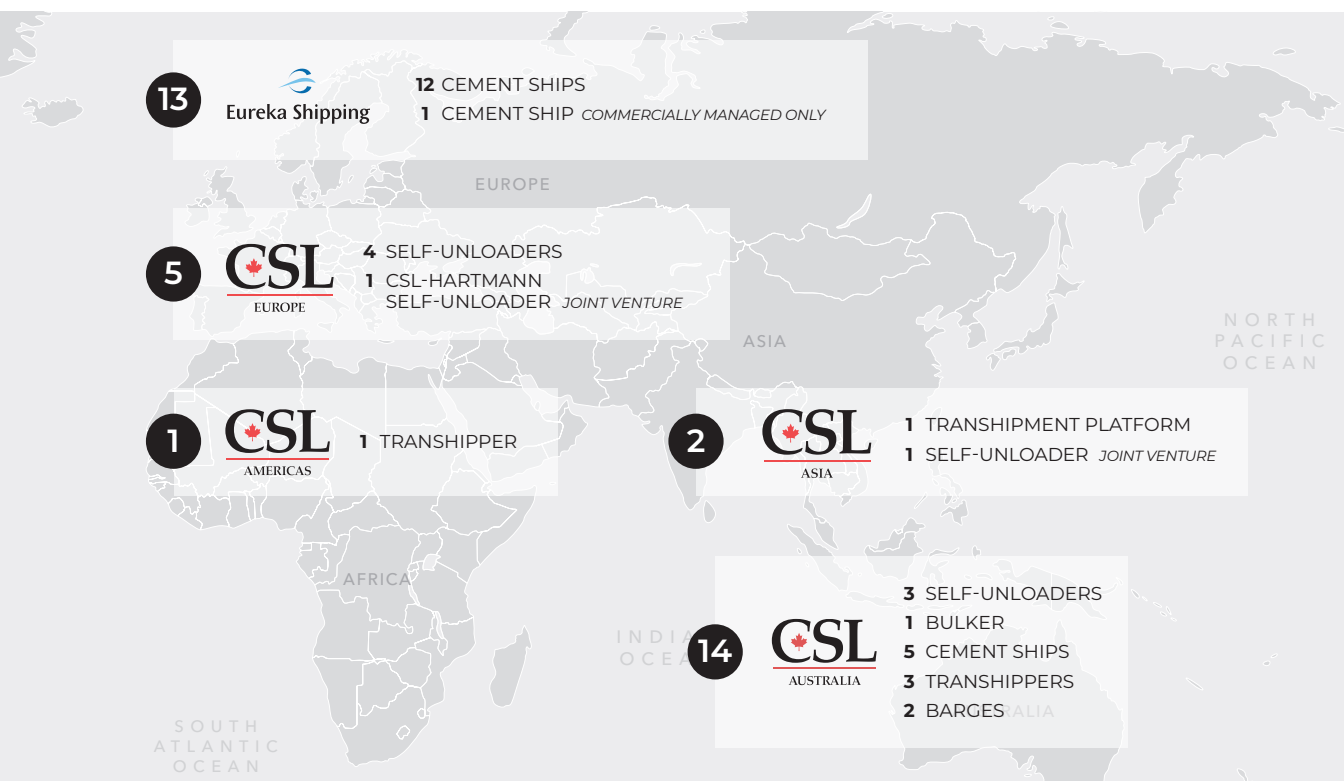 13
Eureka Shipping
12 CEMENT SHIPS
1 CEMENT SHIP COMMERCIALLY MANAGED ONLY
EUROPE
5
CSL
EUROPE
4 SELF-UNLOADERS
1 CSL-HARTMANN
SELF-UNLOADER JOINT VENTURE
NORTH
PACIFIC
OCEAN
ASIA
1
CSL
AMERICAS
1 TRANSHIPPER
2
CSL
ASIA
1 TRANSHIPMENT PLATFORM
1 SELF-UNLOADER JOINT VENTURE
AFRICA
INDIA
OCEA
14
CSL
AUSTRALIA
3 SELF-UNLOADERS
1 BULKER
5 CEMENT SHIPS
3 TRANSHIPPERS
2 BARGES
RALIA
SOUTH
ATLANTIC
OCEAN